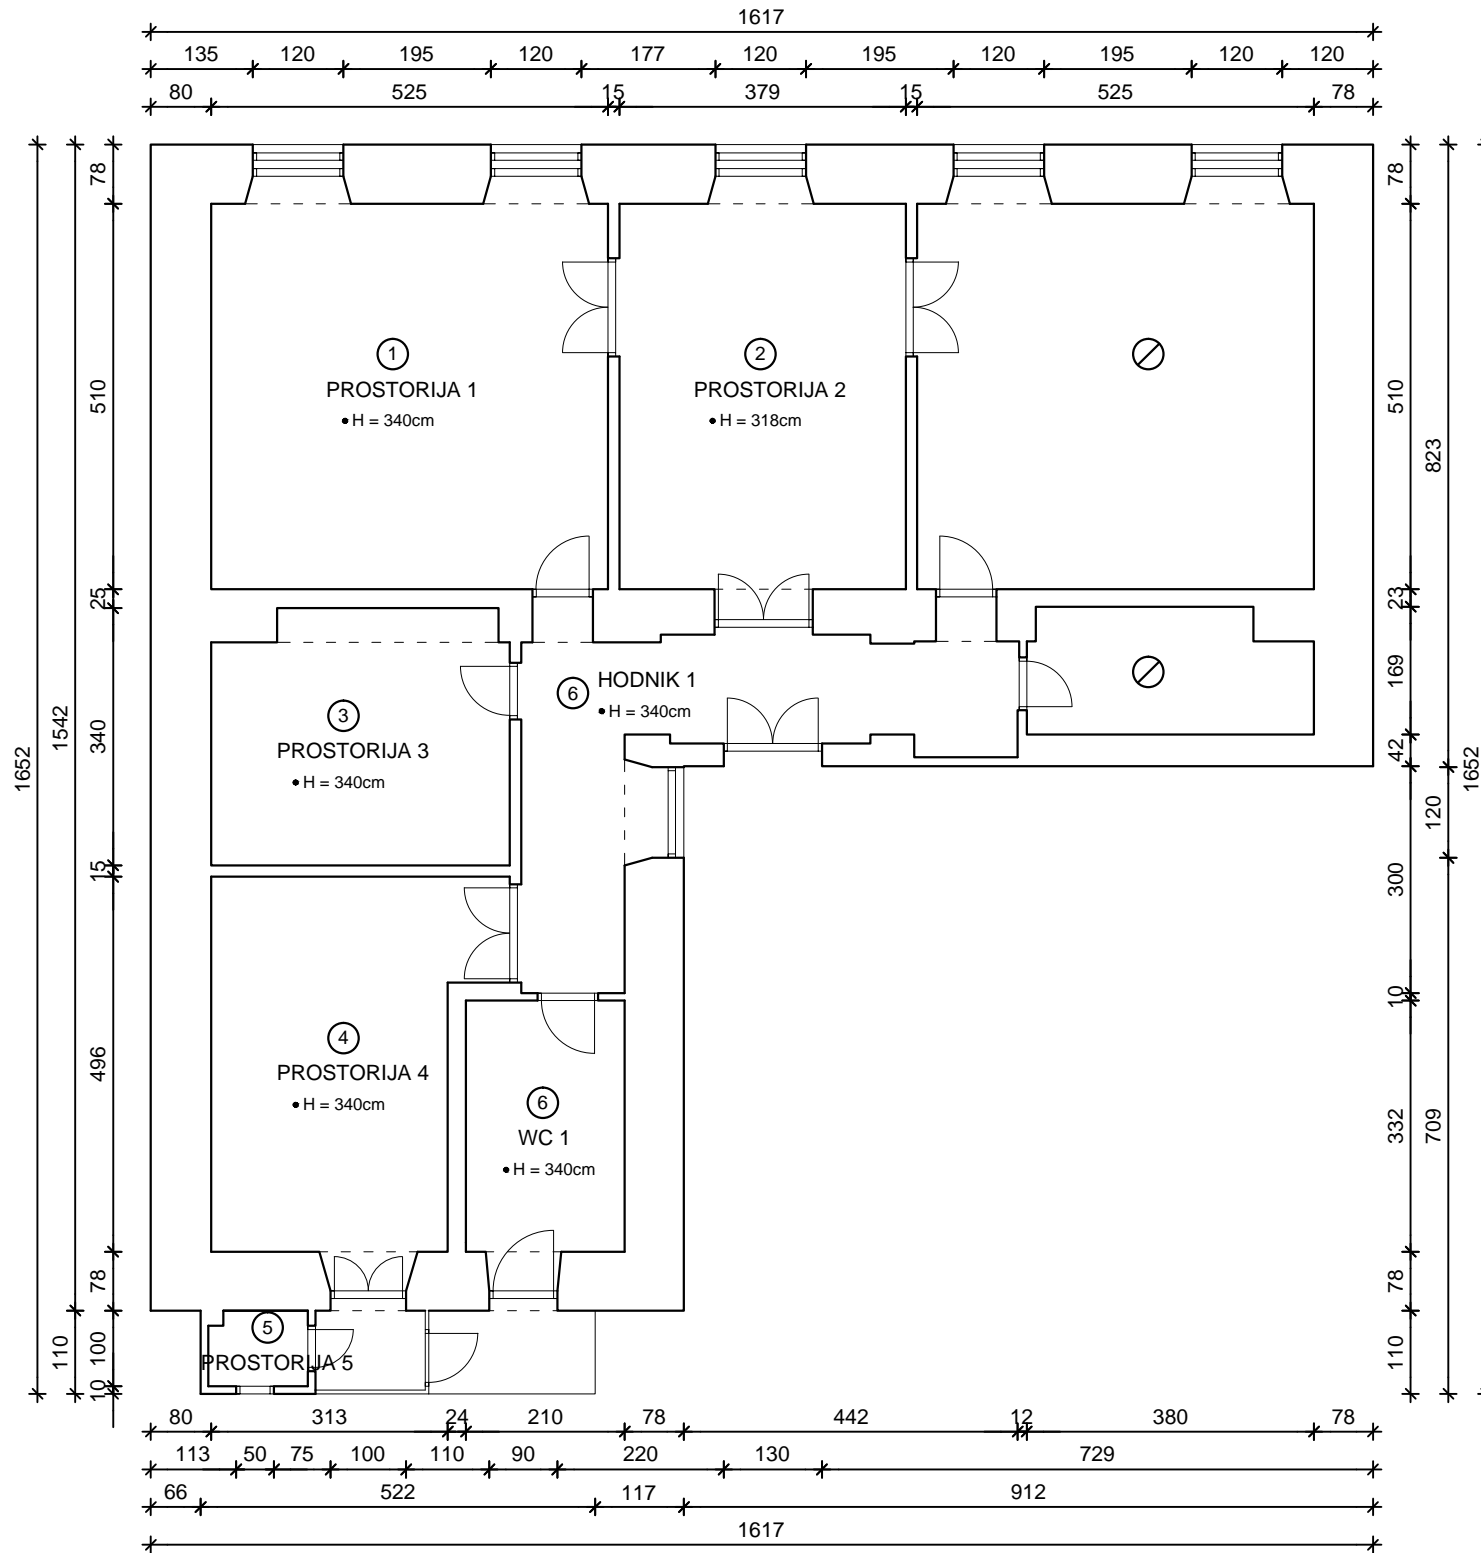 1617
135 120 195 120 177 120 195 120 195 120 120
80 525 15 379 15 525 78
1 2
PROSTORIJA 1 PROSTORIJA 2
H = 340cm H = 318cm
6 HODNIK 1
H = 340cm
3
PROSTORIJA 3
H = 340cm
4
PROSTORIJA 4
H = 340cm
6
WC 1
H = 340cm
5
PROSTORIJA 5
1652
1542 110
78 510 25 340 15 496 78 100 10
78 510 23 169 42 300 10 332 78 110
823 120 709
1652
80 313 24 210 78 442 12 380 78
113 50 75 100 110 90 220 130 729
66 522 117 912
1617